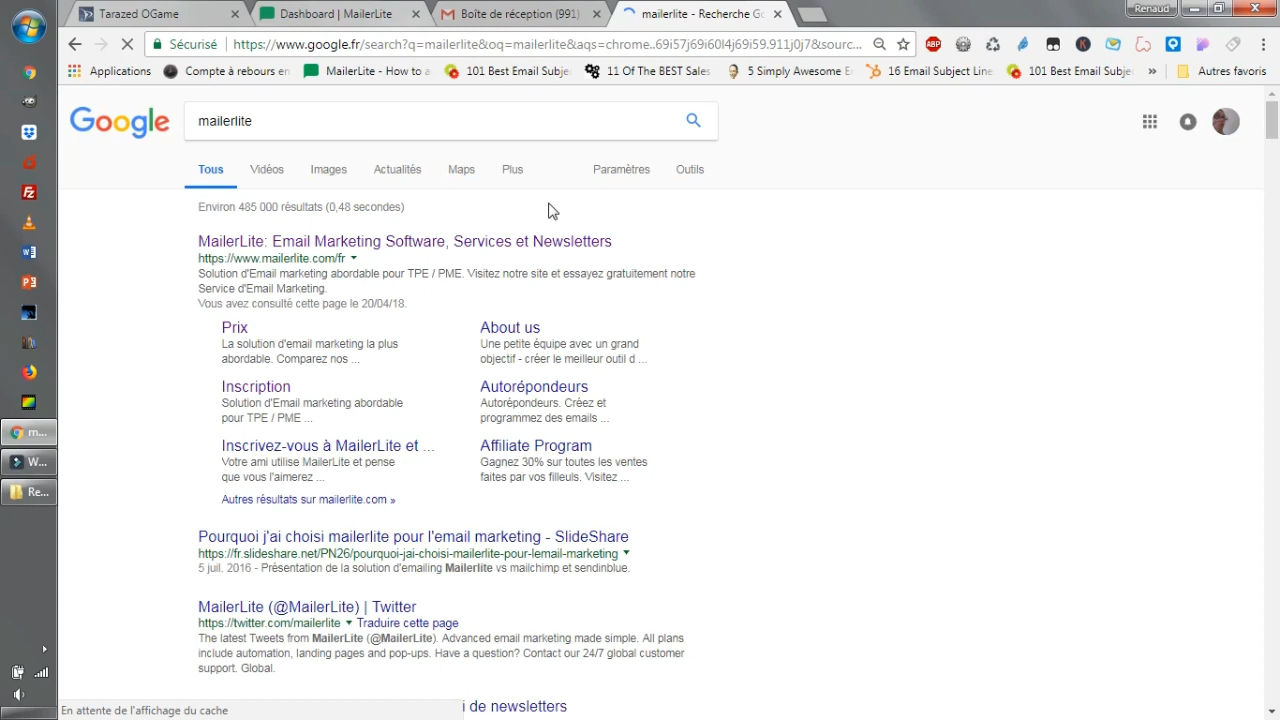 Tarazed OGame
Dashboard | MailerLite
Boîte de réception (991)
mailerlite - Recherche Go
Renaud
Sécurisé
https://www.google.fr/search?q=mailerlite&oq=mailerlite&aqs=chrome..69i57j69i60l4j69i59.911j0j7&sourc...
Applications
Compte à rebours en
MailerLite - How to a
101 Best Email Subje
11 Of The BEST Sales
5 Simply Awesome E
16 Email Subject Line
101 Best Email Subje
»
Autres favoris
Google
mailerlite
Tous Vidéos Images Actualités Maps Plus Paramètres Outils
Environ 485 000 résultats (0,48 secondes)
MailerLite: Email Marketing Software, Services et Newsletters
https://www.mailerlite.com/fr
Solution d'Email marketing abordable pour TPE / PME. Visitez notre site et essayez gratuitement notre
Service d'Email Marketing.
Vous avez consulté cette page le 20/04/18.
Prix
La solution d'email marketing la plus
abordable. Comparez nos ...
About us
Une petite équipe avec un grand
objectif - créer le meilleur outil d ...
Inscription
Solution d'Email marketing abordable
pour TPE / PME ...
Autorépondeurs
Autorépondeurs. Créez et
programmez des emails ...
Inscrivez-vous à MailerLite et ...
Votre ami utilise MailerLite et pense
que vous l'aimerez ...
Affiliate Program
Gagnez 30% sur toutes les ventes
faites par vos filleuls. Visitez ...
Autres résultats sur mailerlite.com »
Pourquoi j'ai choisi mailerlite pour l'email marketing - SlideShare
https://fr.slideshare.net/PN26/pourquoi-jai-choisi-mailerlite-pour-lemail-marketing
5 juil. 2016 - Présentation de la solution d'emailing Mailerlite vs mailchimp et sendinblue.
MailerLite (@MailerLite) | Twitter
https://twitter.com/mailerlite Traduire cette page
The latest Tweets from MailerLite (@MailerLite). Advanced email marketing made simple. All plans
include automation, landing pages and pop-ups. Have a question? Contact our 24/7 global customer
support. Global.
i de newsletters
En attente de l'affichage du cache
m...
W...
Re...
ABP